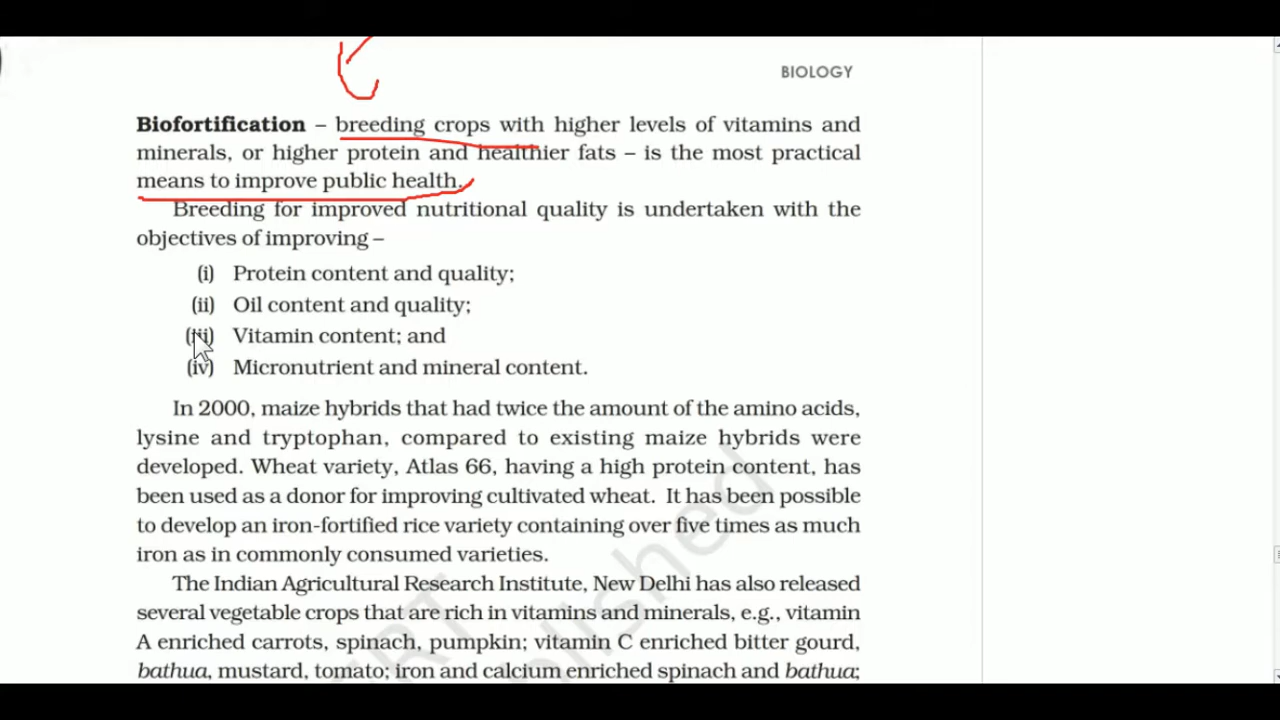 BIOLOGY
Biofortification – breeding crops with higher levels of vitamins and
minerals, or higher protein and healthier fats – is the most practical
means to improve public health.
Breeding for improved nutritional quality is undertaken with the
objectives of improving –
(i) Protein content and quality;
(ii) Oil content and quality;
(iii) Vitamin content; and
(iv) Micronutrient and mineral content.
In 2000, maize hybrids that had twice the amount of the amino acids,
lysine and tryptophan, compared to existing maize hybrids were
developed. Wheat variety, Atlas 66, having a high protein content, has
been used as a donor for improving cultivated wheat. It has been possible
to develop an iron-fortified rice variety containing over five times as much
iron as in commonly consumed varieties.
The Indian Agricultural Research Institute, New Delhi has also released
several vegetable crops that are rich in vitamins and minerals, e.g., vitamin
A enriched carrots, spinach, pumpkin; vitamin C enriched bitter gourd,
bathua, mustard, tomato; iron and calcium enriched spinach and bathua;